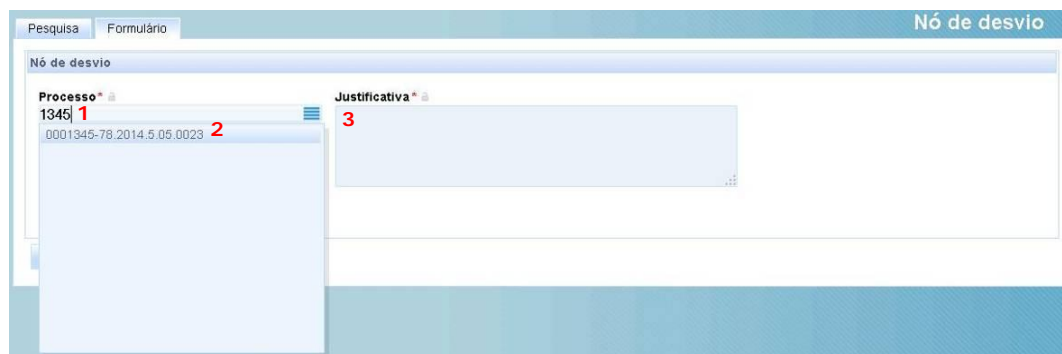 Pesquisa Formulário Nó de desvio
Nó de desvio
Processo* Justificativa*
1345 1 3
0001345-78.2014.5.05.0023 2